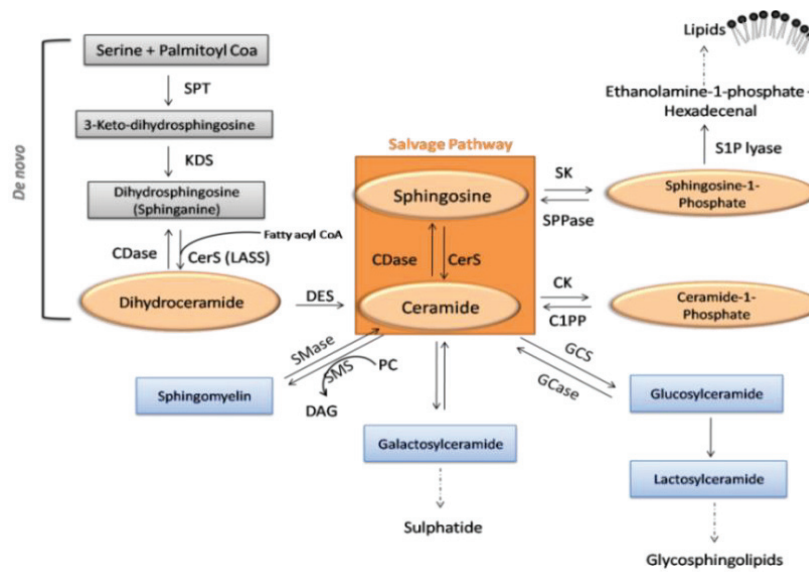 Serine + Palmitoyl Coa
SPT
3-Keto-dihydrosphingosine
KDS
Dihydrosphingosine
(Sphinganine)
De novo
Fatty acyl CoA
CDase
CerS (LASS)
Dihydroceramide
DES
Salvage Pathway
Sphingosine
CDase
CerS
Ceramide
SK
SPPase
Sphingosine-1-
Phosphate
S1P lyase
Ethanolamine-1-phosphate -
Hexadecenal
Lipids
CK
C1PP
Ceramide-1-
Phosphate
SMase
SMS
PC
DAG
Sphingomyelin
Galactosylceramide
Sulphatide
GCS
GCase
Glucosylceramide
Lactosylceramide
Glycosphingolipids